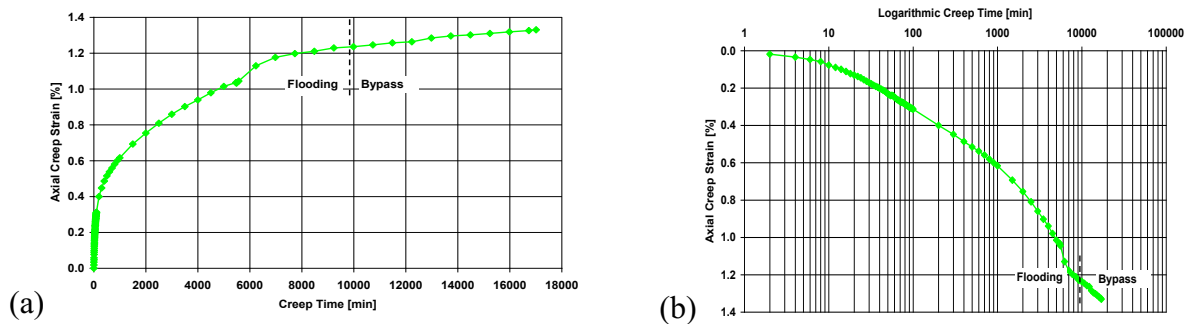 1.4
1.2
1.0
0.8
0.6
0.4
0.2
0.0
Axial Creep Strain [%]
Flooding
Bypass
0 2000 4000 6000 8000 10000 12000 14000 16000 18000
Creep Time [min]
(a)
Logarithmic Creep Time [min]
1 10 100 1000 10000 100000
0.0
0.2
0.4
0.6
0.8
1.0
1.2
1.4
Axial Creep Strain [%]
Flooding
Bypass
(b)